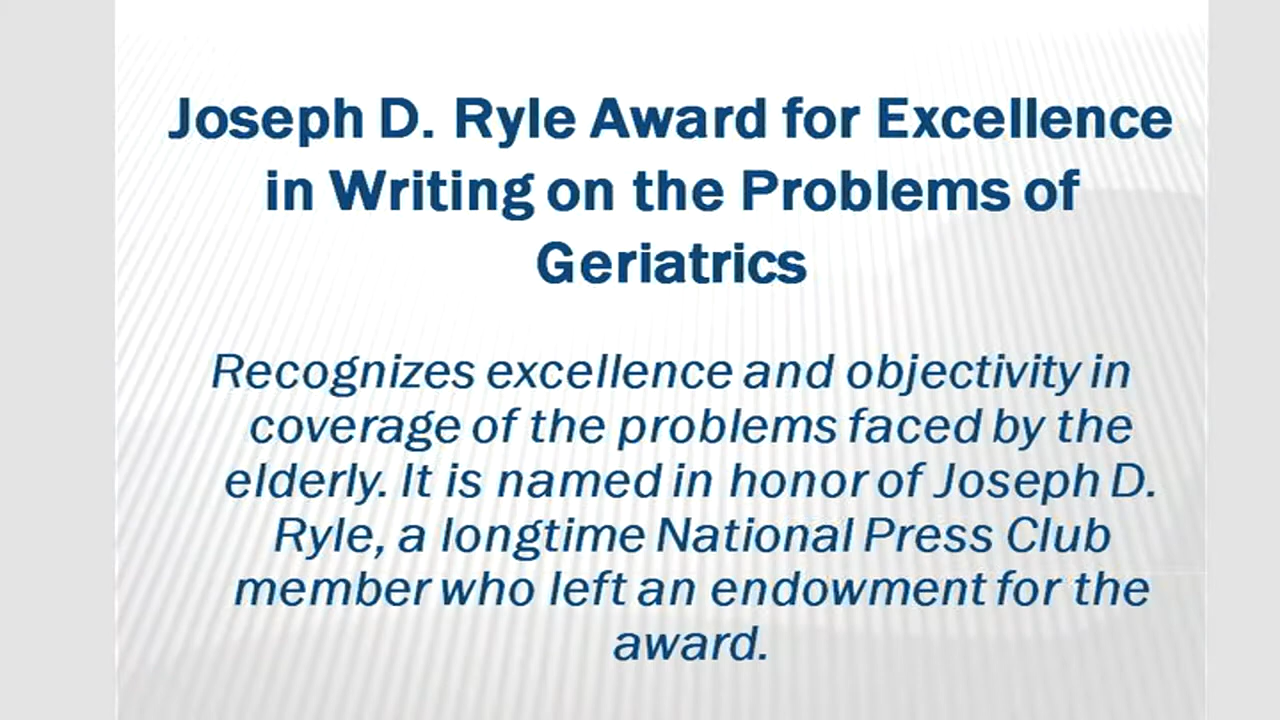 Joseph D. Ryle Award for Excellence
in Writing on the Problems of
Geriatrics
Recognizes excellence and objectivity in
coverage of the problems faced by the
elderly. It is named in honor of Joseph D.
Ryle, a longtime National Press Club
member who left an endowment for the
award.